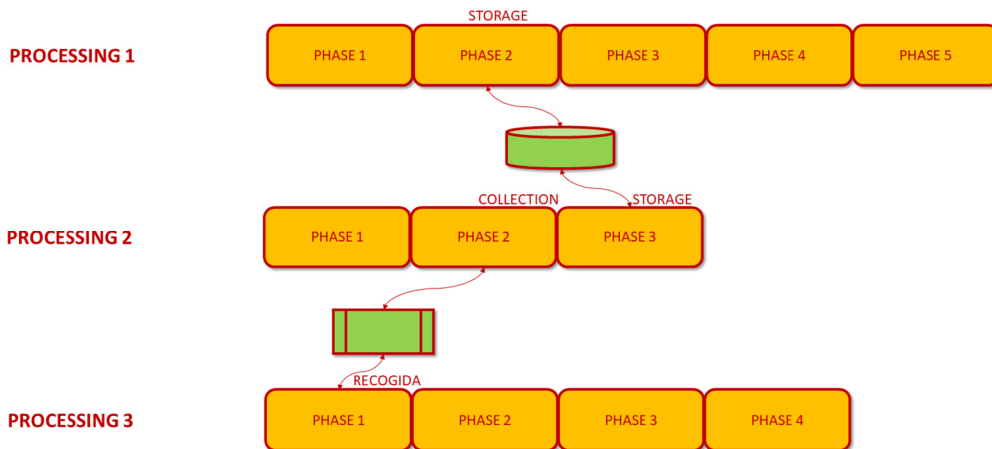 STORAGE
PROCESSING 1
PHASE 1
PHASE 2
PHASE 3
PHASE 4
PHASE 5
COLLECTION
STORAGE
PROCESSING 2
PHASE 1
PHASE 2
PHASE 3
RECOGIDA
PROCESSING 3
PHASE 1
PHASE 2
PHASE 3
PHASE 4